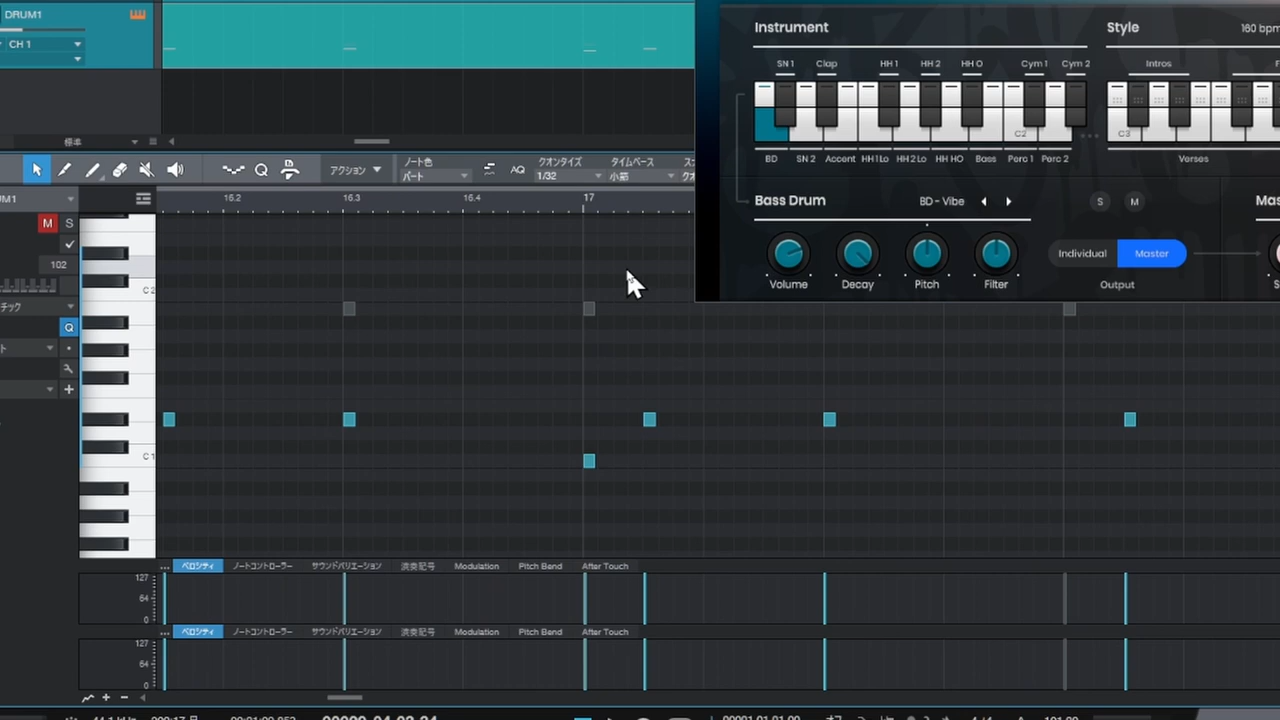 DRUM1
Instrument
Style
160 bpm
CH 1
SN 1 Clap HH 1 HH 2 HH O Cym 1 Cym 2
Intros
C2
C3
標準
BD SN 2 Accent HH 1 Lo HH 2 Lo HH HO Bass Perc 1 Perc 2
Verses
アクション
ノート色
パート
AQ
クオンタイズ
1/32
タイムベース
小節
UM1
16.2
16.3
16.4
17
Bass Drum
BD - Vibe
S M
Mas
M S
102
C 2
Individual Master
Volume Decay Pitch Filter
Output
チック
Q
C 1
ベロシティ ノートコントローラー サウンドバリエーション 演奏記号 Modulation Pitch Bend After Touch
127
64
0
ベロシティ ノートコントローラー サウンドバリエーション 演奏記号 Modulation Pitch Bend After Touch
127
64
0